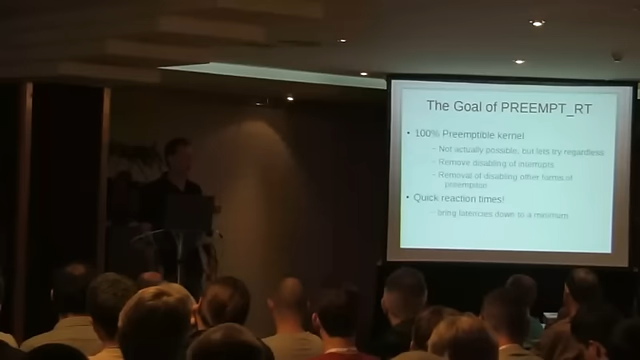 The Goal of PREEMPT_RT
• 100% Preemptible kernel
– Not actually possible, but lets try regardless
– Remove disabling of interrupts
– Removal of disabling other forms of
preemption
• Quick reaction times!
– bring latencies down to a minimum